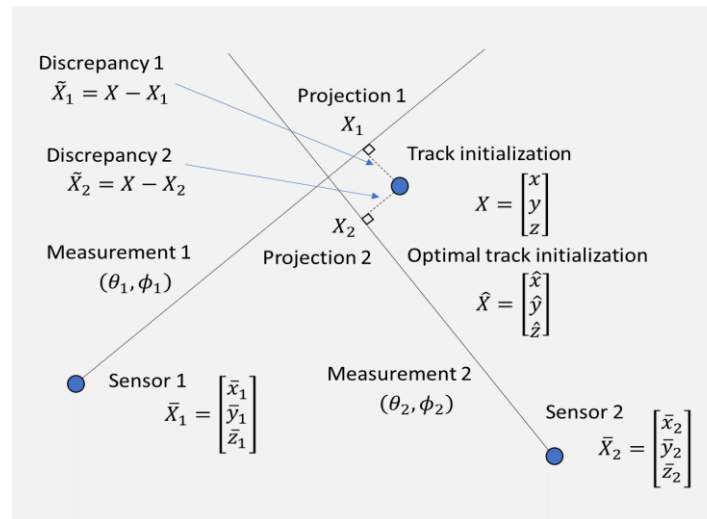 Discrepancy 1
X̃₁ = X − X₁
Projection 1
X₁
Discrepancy 2
X̃₂ = X − X₂
Track initialization
X = [x y z]
X₂
Projection 2
Measurement 1
(θ₁, ϕ₁)
Optimal track initialization
X̂ = [x̂ ŷ ẑ]
Sensor 1
X̄₁ = [x̄₁ ȳ₁ z̄₁]
Measurement 2
(θ₂, ϕ₂)
Sensor 2
X̄₂ = [x̄₂ ȳ₂ z̄₂]